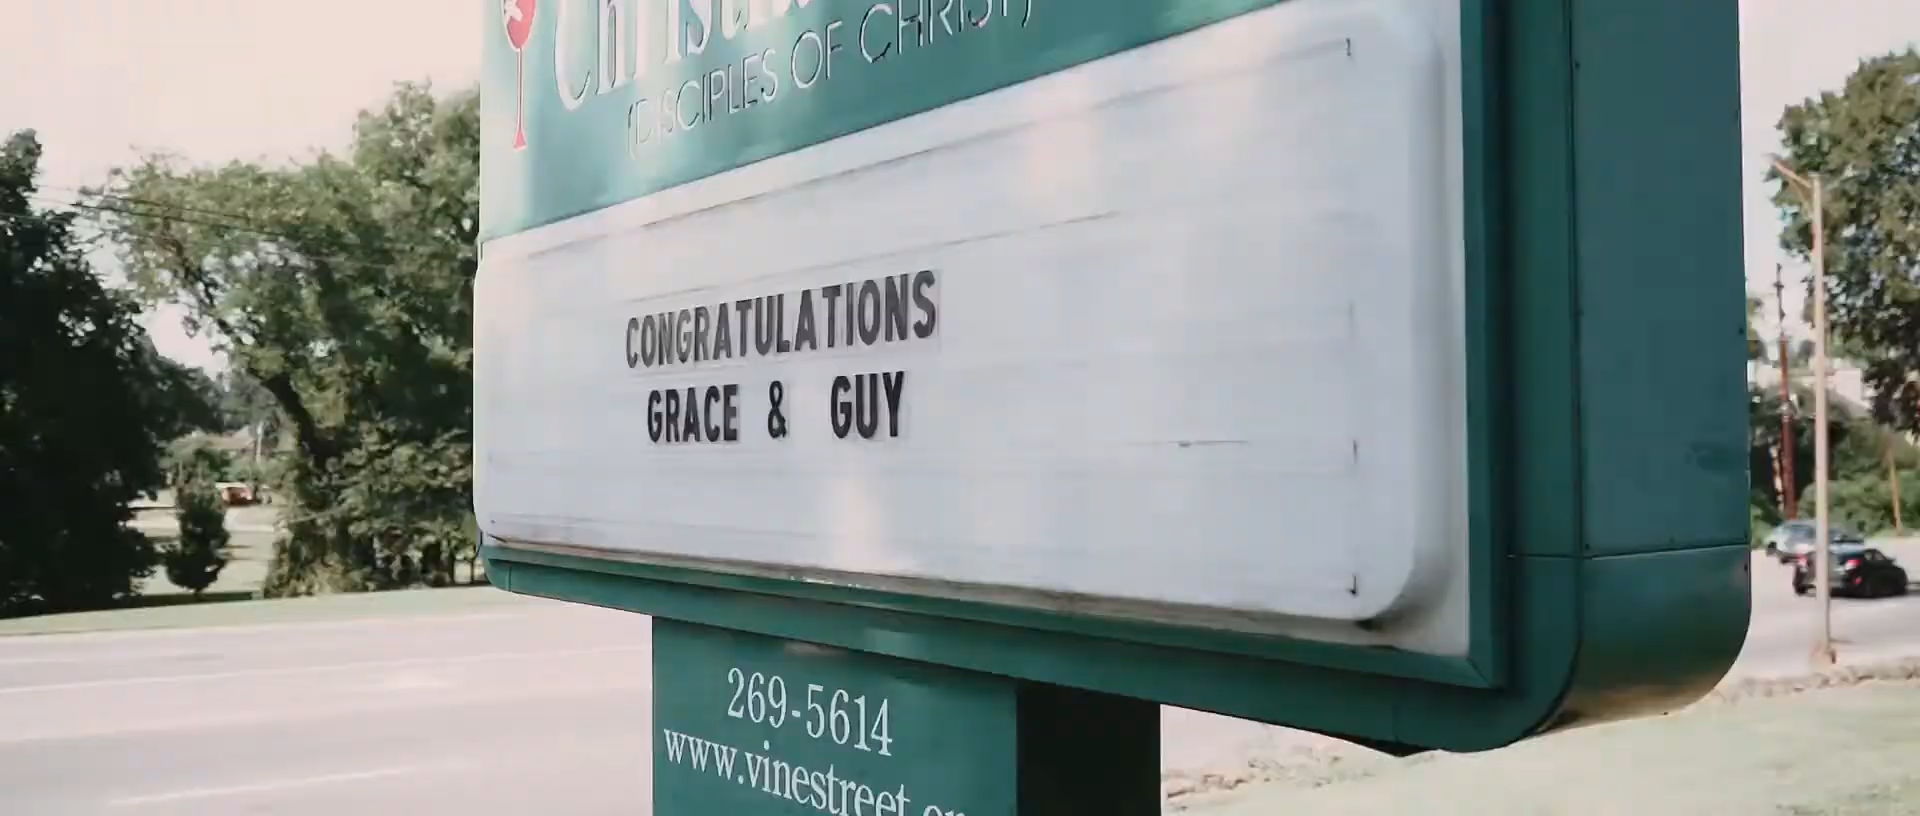 (DISCIPLES OF CHRIST)
CONGRATULATIONS
GRACE & GUY
269-5614